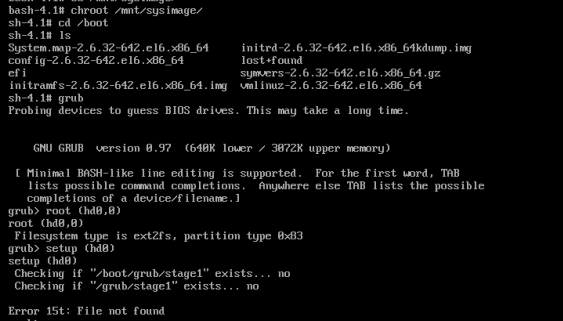 bash-4.1# chroot /mnt/sysimage/
sh-4.1# cd /boot
sh-4.1# ls
System.map-2.6.32-642.el6.x86_64 initrd-2.6.32-642.el6.x86_64kdump.img
config-2.6.32-642.el6.x86_64 lost+found
efi symvers-2.6.32-642.el6.x86_64.gz
initramfs-2.6.32-642.el6.x86_64.img vmlinuz-2.6.32-642.el6.x86_64
sh-4.1# grub
Probing devices to guess BIOS drives. This may take a long time.
GNU GRUB version 0.97 (640K lower / 3072K upper memory)
[ Minimal BASH-like line editing is supported. For the first word, TAB
lists possible command completions. Anywhere else TAB lists the possible
completions of a device/filename.]
grub> root (hd0,0)
root (hd0,0)
Filesystem type is ext2fs, partition type 0x83
grub> setup (hd0)
setup (hd0)
Checking if "/boot/grub/stage1" exists... no
Checking if "/grub/stage1" exists... no
Error 15t: File not found